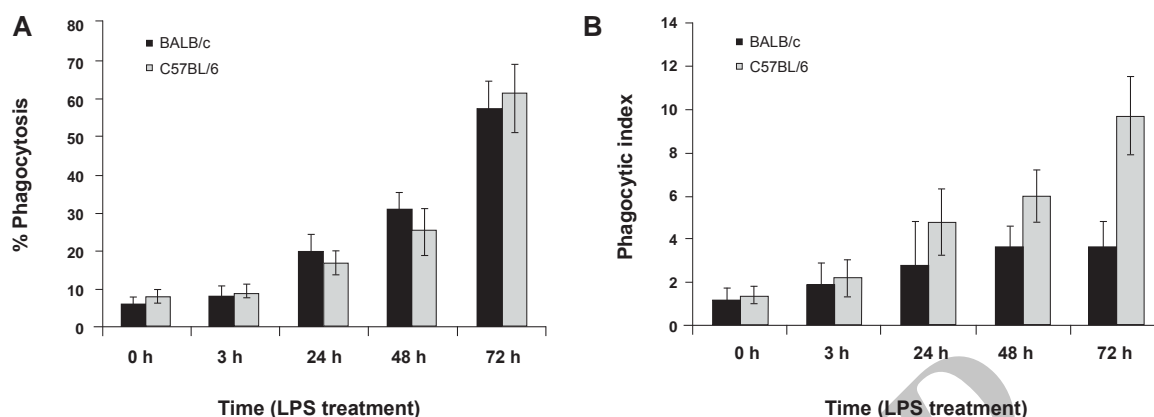 A
% Phagocytosis
80
70
60
50
40
30
20
10
0
BALB/c
C57BL/6
0 h 3 h 24 h 48 h 72 h
Time (LPS treatment)
B
Phagocytic index
14
12
10
8
6
4
2
0
BALB/c
C57BL/6
0 h 3 h 24 h 48 h 72 h
Time (LPS treatment)